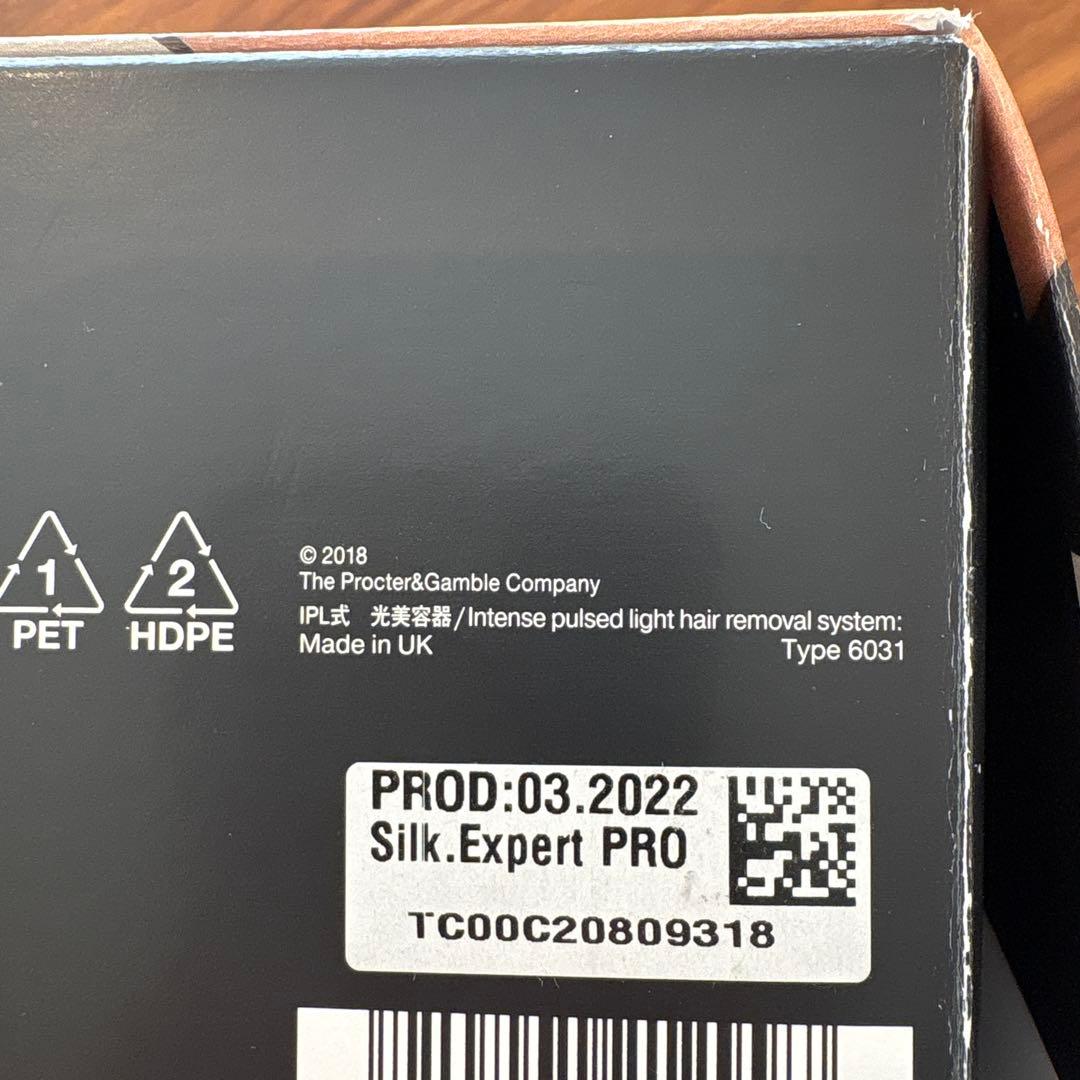 1
PET
2
HDPE
© 2018
The Procter&Gamble Company
IPL式 光美容器/Intense pulsed light hair removal system:
Made in UK Type 6031
PROD:03.2022
Silk.Expert PRO
TC00C20809318